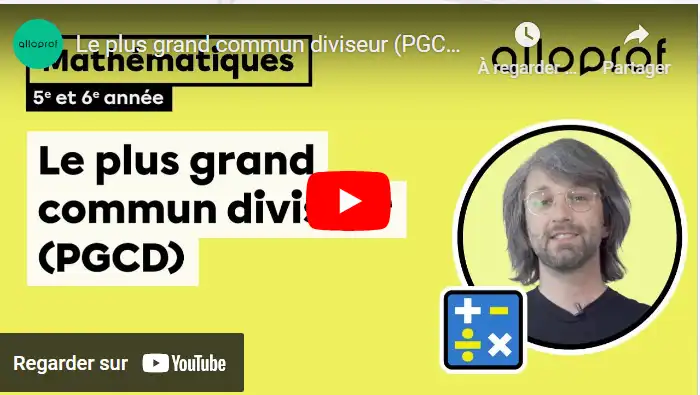 alloprof
Le plus grand commun diviseur (PGC...
Mathématiques
alloprof
À regarder ...
Partager
5e et 6e année
Le plus grand
commun diviseur
(PGCD)
Regarder sur YouTube